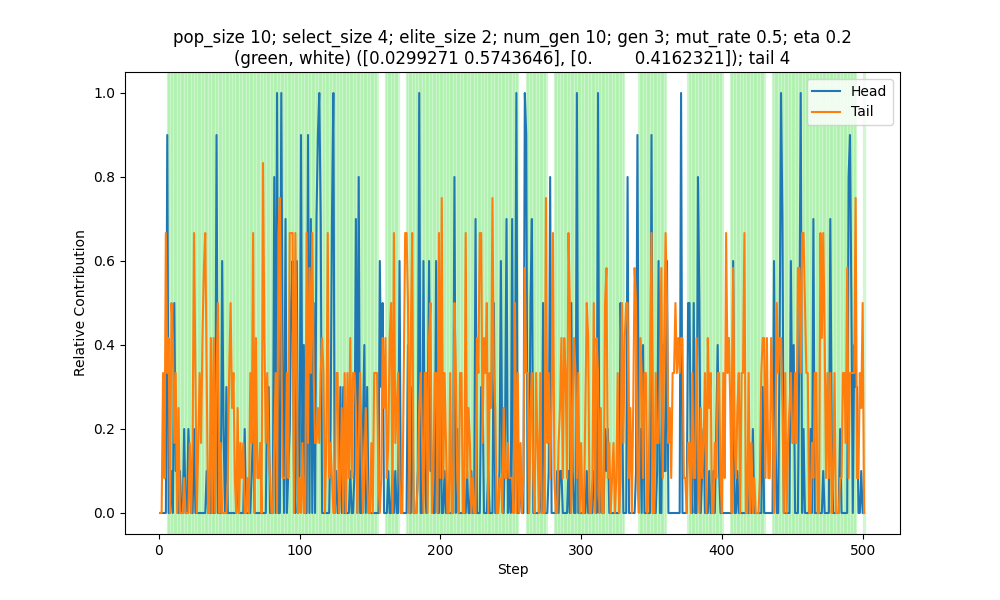 pop_size 10; select_size 4; elite_size 2; num_gen 10; gen 3; mut_rate 0.5; eta 0.2
(green, white) ([0.0299271 0.5743646], [0.        0.4162321]); tail 4
Head
Tail
1.0
0.8
0.6
0.4
0.2
0.0
Relative Contribution
0
100
200
300
400
500
Step